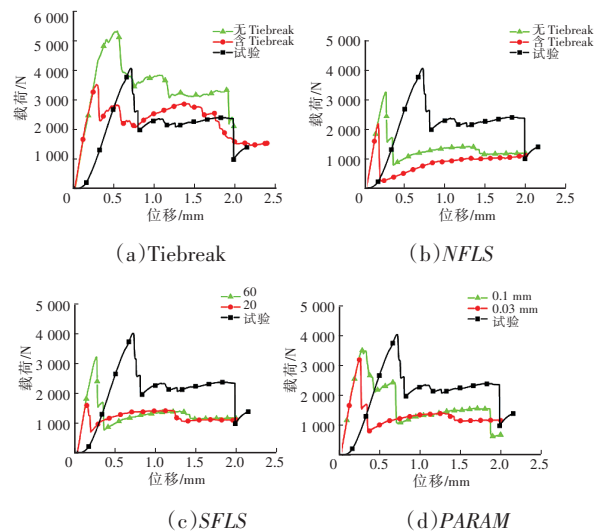 6 000
5 000
4 000
3 000
2 000
1 000
0
0.5
1.0
1.5
2.0
2.5
载荷/N
位移/mm
无 Tiebreak
含 Tiebreak
试验
(a)Tiebreak
5 000
4 000
3 000
2 000
1 000
0
0.5
1.0
1.5
2.0
2.5
载荷/N
位移/mm
无 Tiebreak
含 Tiebreak
试验
(b)NFLS
5 000
4 000
3 000
2 000
1 000
0
0.5
1.0
1.5
2.0
2.5
载荷/N
位移/mm
60
20
试验
(c)SFLS
5 000
4 000
3 000
2 000
1 000
0
0.5
1.0
1.5
2.0
2.5
载荷/N
位移/mm
0.1 mm
0.03 mm
试验
(d)PARAM